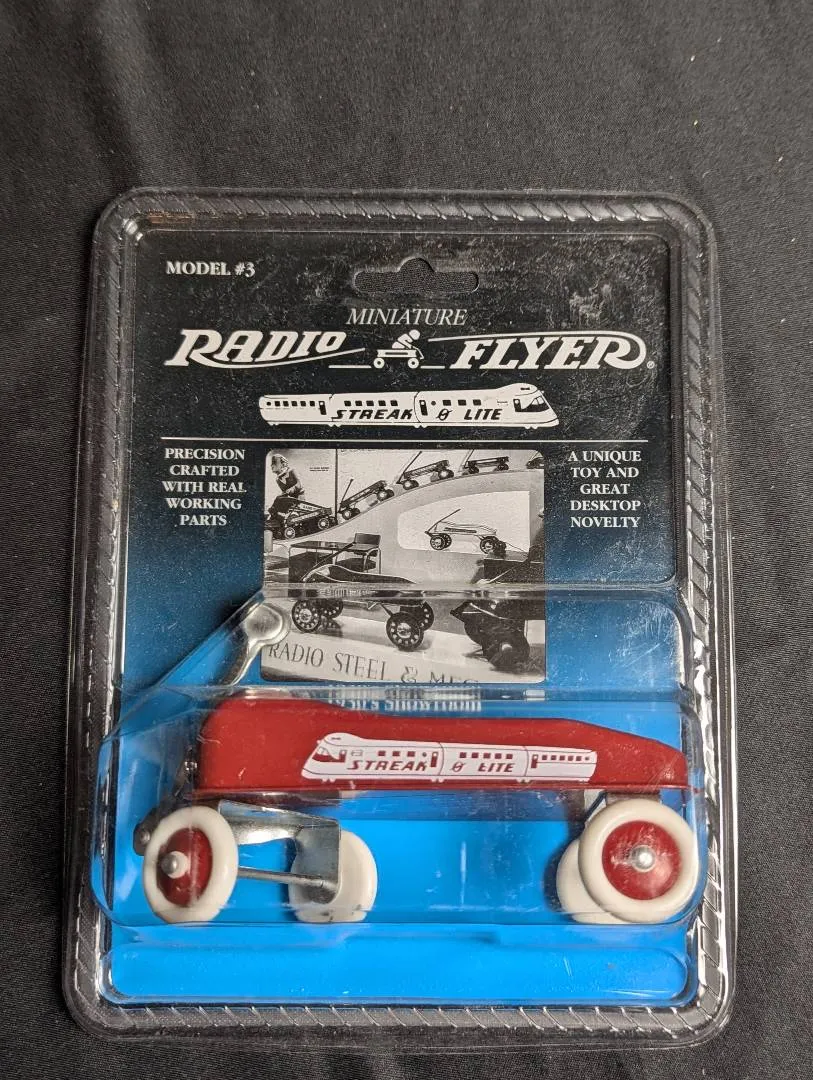 MODEL #3
MINIATURE
RADIO FLYER®
STREAK & LITE
PRECISION
CRAFTED
WITH REAL
WORKING
PARTS
A UNIQUE
TOY AND
GREAT
DESKTOP
NOVELTY
RADIO STEEL & MFG
STREAK & LITE